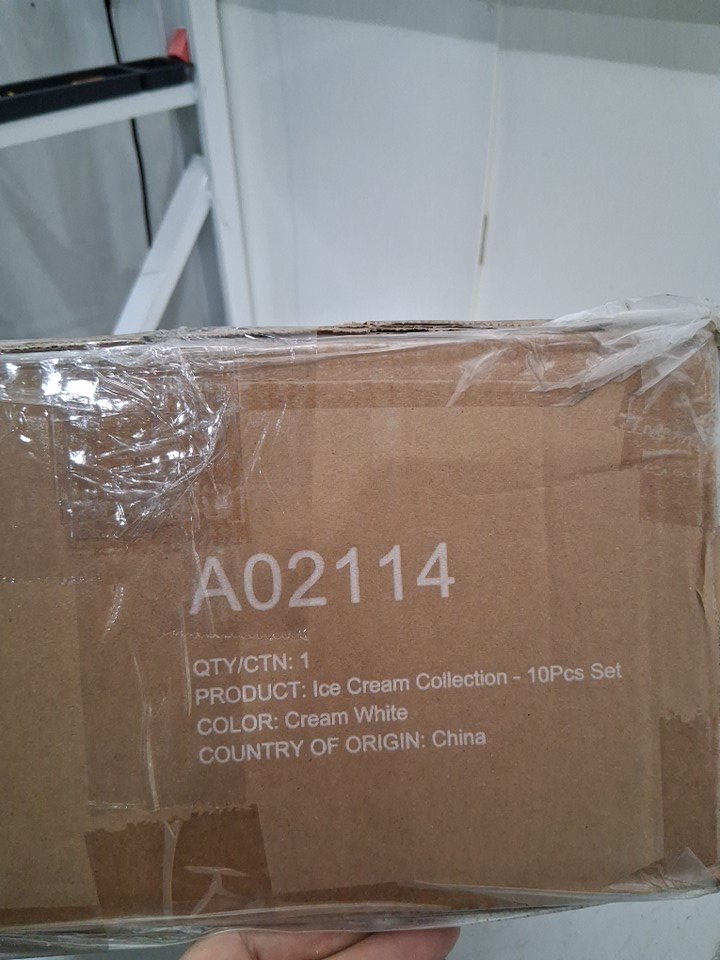 A02114
QTY/CTN: 1
PRODUCT: Ice Cream Collection - 10Pcs Set
COLOR: Cream White
COUNTRY OF ORIGIN: China